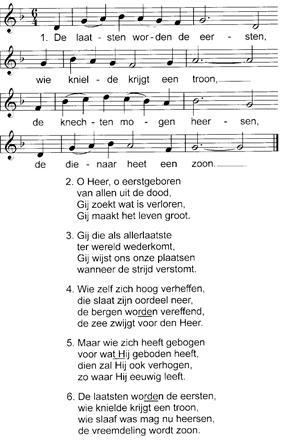 1. De laat - sten wor-den de eer - sten,
wie kniel - de krijgt een troon,
de knech-ten mo-gen heer-sen,
de die - naar heet een zoon.
2. O Heer, o eerstgeboren
van allen uit de dood,
Gij zoekt wat is verloren,
Gij maakt het leven groot.
3. Gij die als allerlaatste
ter wereld wederkomt,
Gij wijst ons onze plaatsen
wanneer de strijd verstomt.
4. Wie zelf zich hoog verheffen,
die slaat zijn oordeel neer,
de bergen worden vereffend,
de zee zwijgt voor den Heer.
5. Maar wie zich heeft gebogen
voor wat Hij geboden heeft,
dien zal Hij ook verhogen,
zo waar Hij eeuwig leeft.
6. De laatsten worden de eersten,
wie knielde krijgt een troon,
wie slaaf was mag nu heersen,
de vreemdeling wordt zoon.